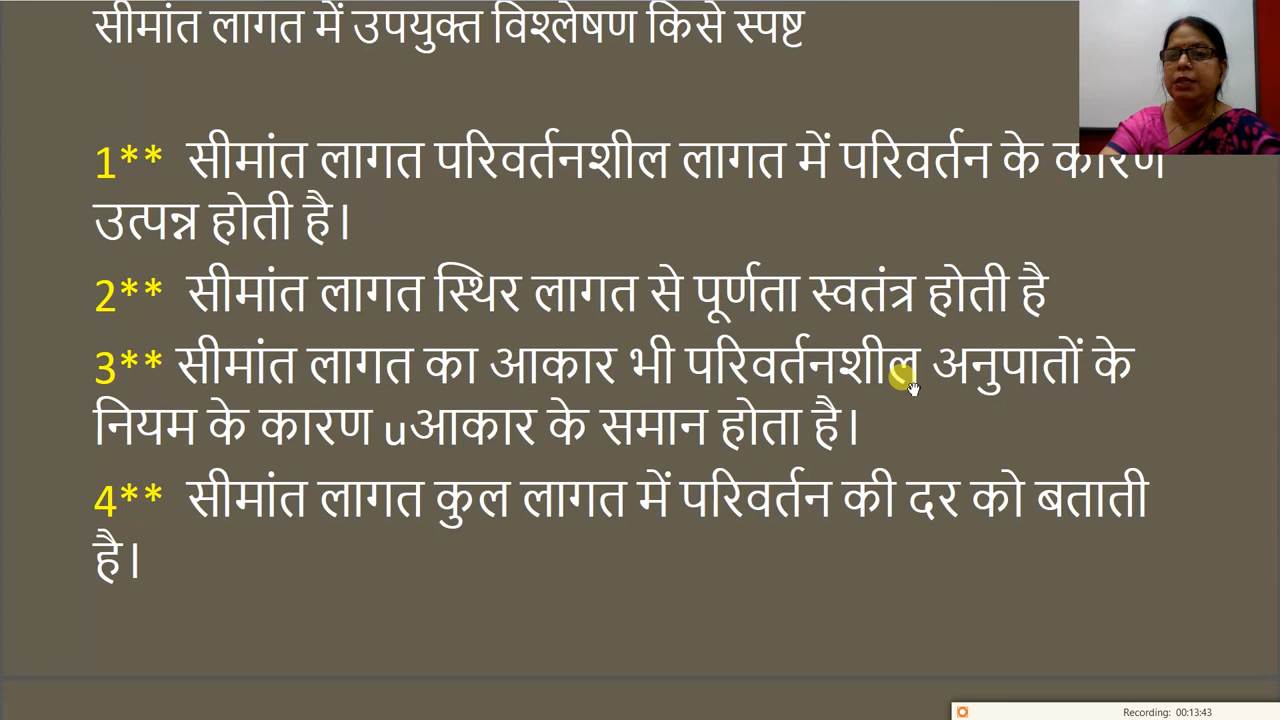 सीमांत लागत में उपयुक्त विश्लेषण किसे स्पष्ट
1** सीमांत लागत परिवर्तनशील लागत में परिवर्तन के कारण
उत्पन्न होती है।
2** सीमांत लागत स्थिर लागत से पूर्णता स्वतंत्र होती है
3** सीमांत लागत का आकार भी परिवर्तनशील अनुपातों के
नियम के कारण uआकार के समान होता है।
4** सीमांत लागत कुल लागत में परिवर्तन की दर को बताती
है।
Recording: 00:13:43